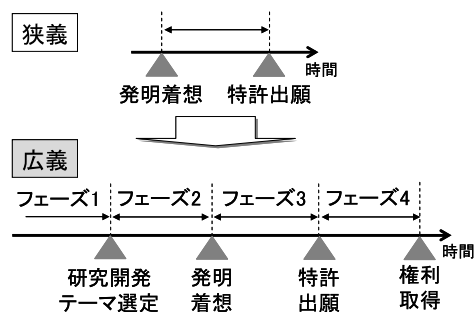 狭義
時間
発明着想
特許出願
広義
フェーズ1
フェーズ2
フェーズ3
フェーズ4
時間
研究開発
テーマ選定
発明
着想
特許
出願
権利
取得